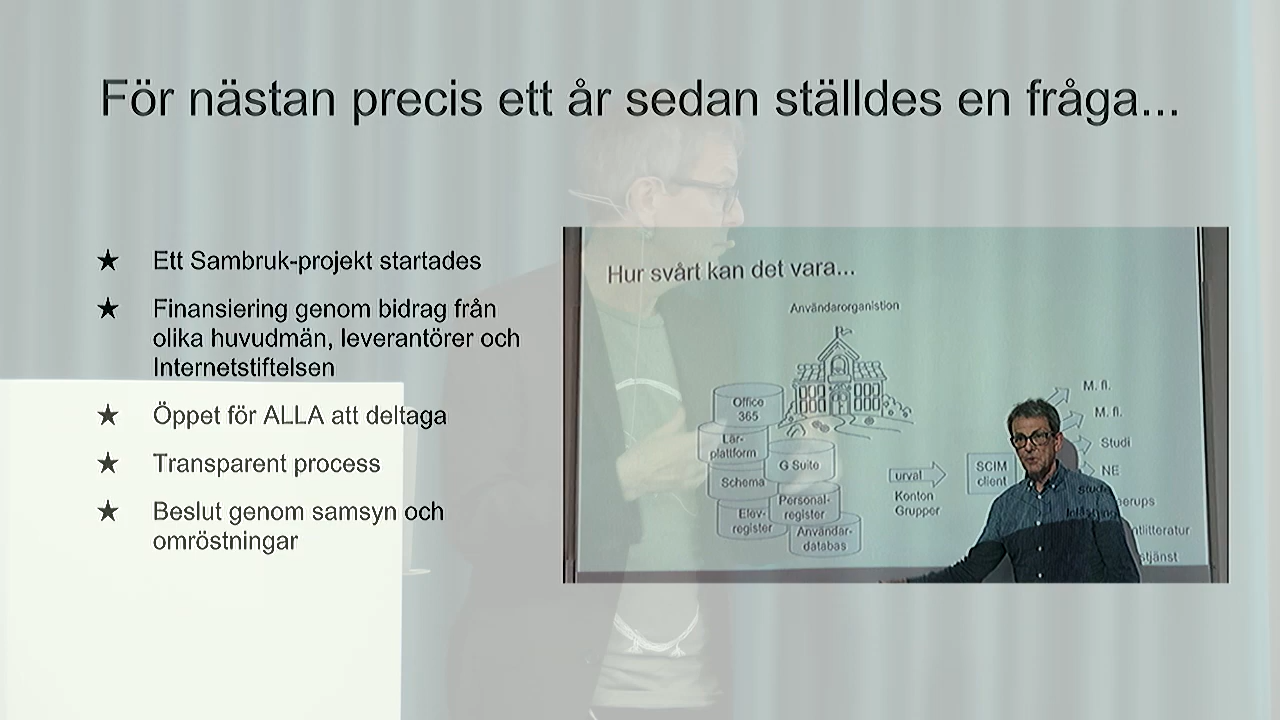 För nästan precis ett år sedan ställdes en fråga...
★ Ett Sambruk-projekt startades
★ Finansiering genom bidrag från
olika huvudmän, leverantörer och
Internetstiftelsen
★ Öppet för ALLA att deltaga
★ Transparent process
★ Beslut genom samsyn och
omröstningar
Hur svårt kan det vara...
Användarorganistion
Office
365
Lär-
plattform
G Suite
Schema
Personal-
register
Elev-
register
Användar-
databas
urval
Konton
Grupper
SCIM
client
M. fl.
M. fl.
Studi
NE